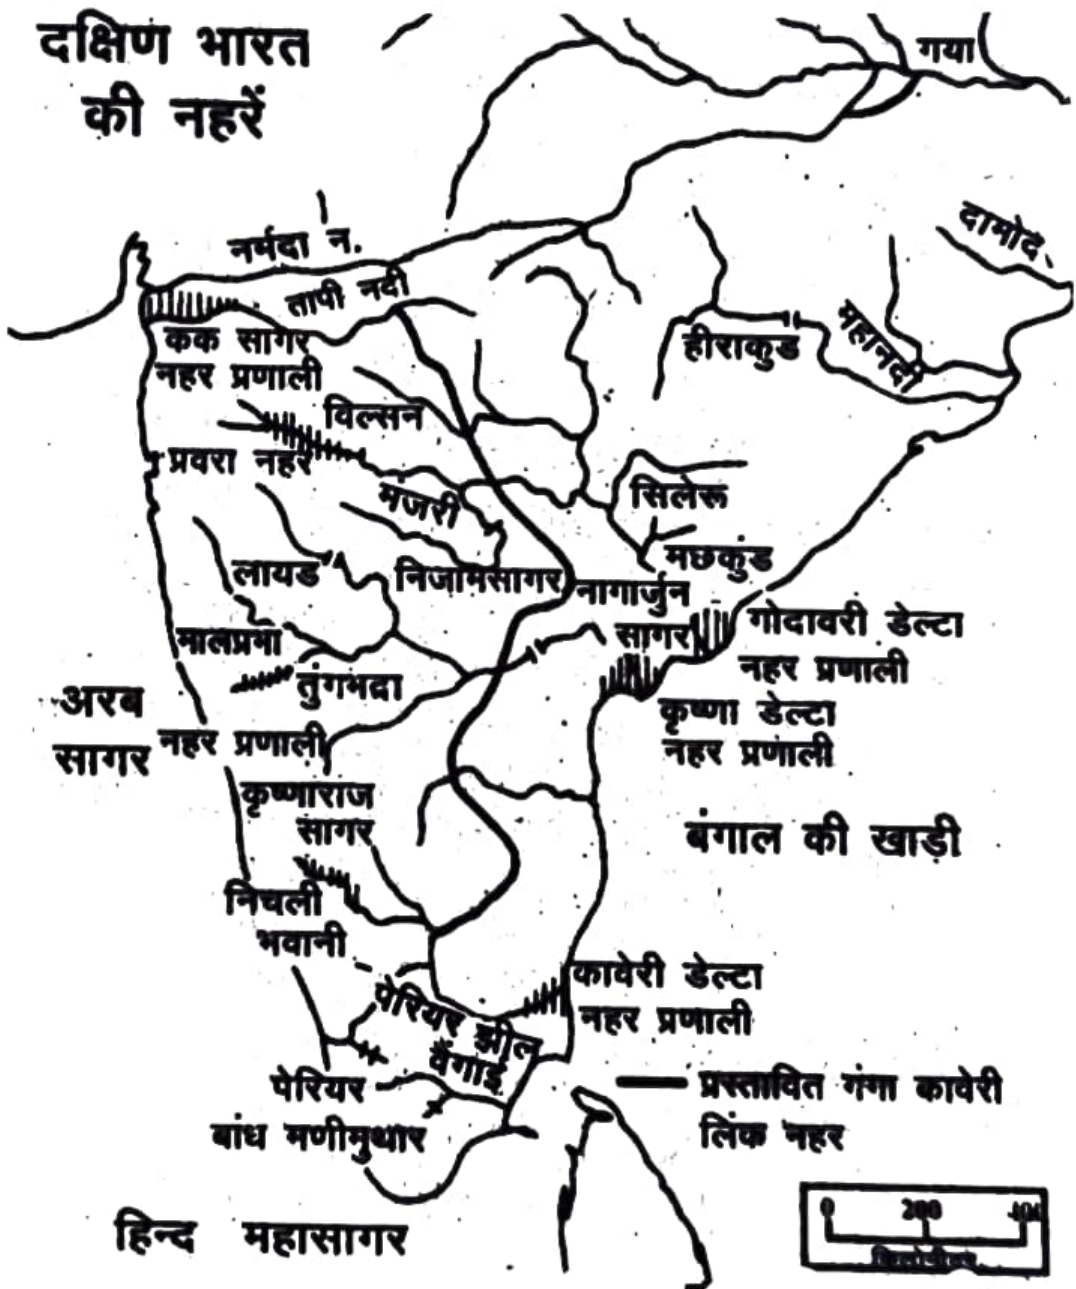 दक्षिण भारत
की नहरें
गया
दामोद
नर्मदा न.
तापी नदी
कक सागर
नहर प्रणाली
हीराकुड
महानदी
विल्सन
प्रवरा नहर
मंजरी
सिलेरू
मछकुंड
लायड
निजामसागर
नागार्जुन
सागर
गोदावरी डेल्टा
नहर प्रणाली
मालप्रभा
तुंगभद्रा
नहर प्रणाली
कृष्णा डेल्टा
नहर प्रणाली
अरब
सागर
कृष्णाराज
सागर
बंगाल की खाड़ी
निचली
भवानी
कावेरी डेल्टा
नहर प्रणाली
पेरियर झील
वैंगाई
पेरियर
बांध मणीमुथार
प्रस्तावित गंगा कावेरी
लिंक नहर
हिन्द महासागर
0 200